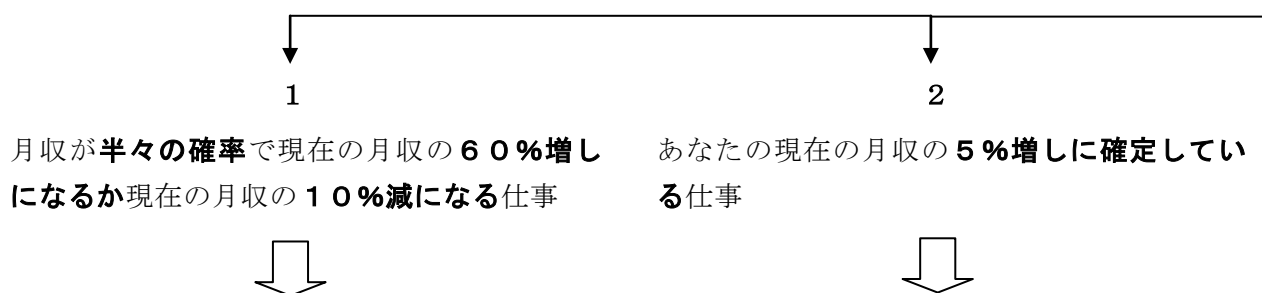 1
月収が半々の確率で現在の月収の６０%増し
になるか現在の月収の１０%減になる仕事
2
あなたの現在の月収の５%増しに確定してい
る仕事